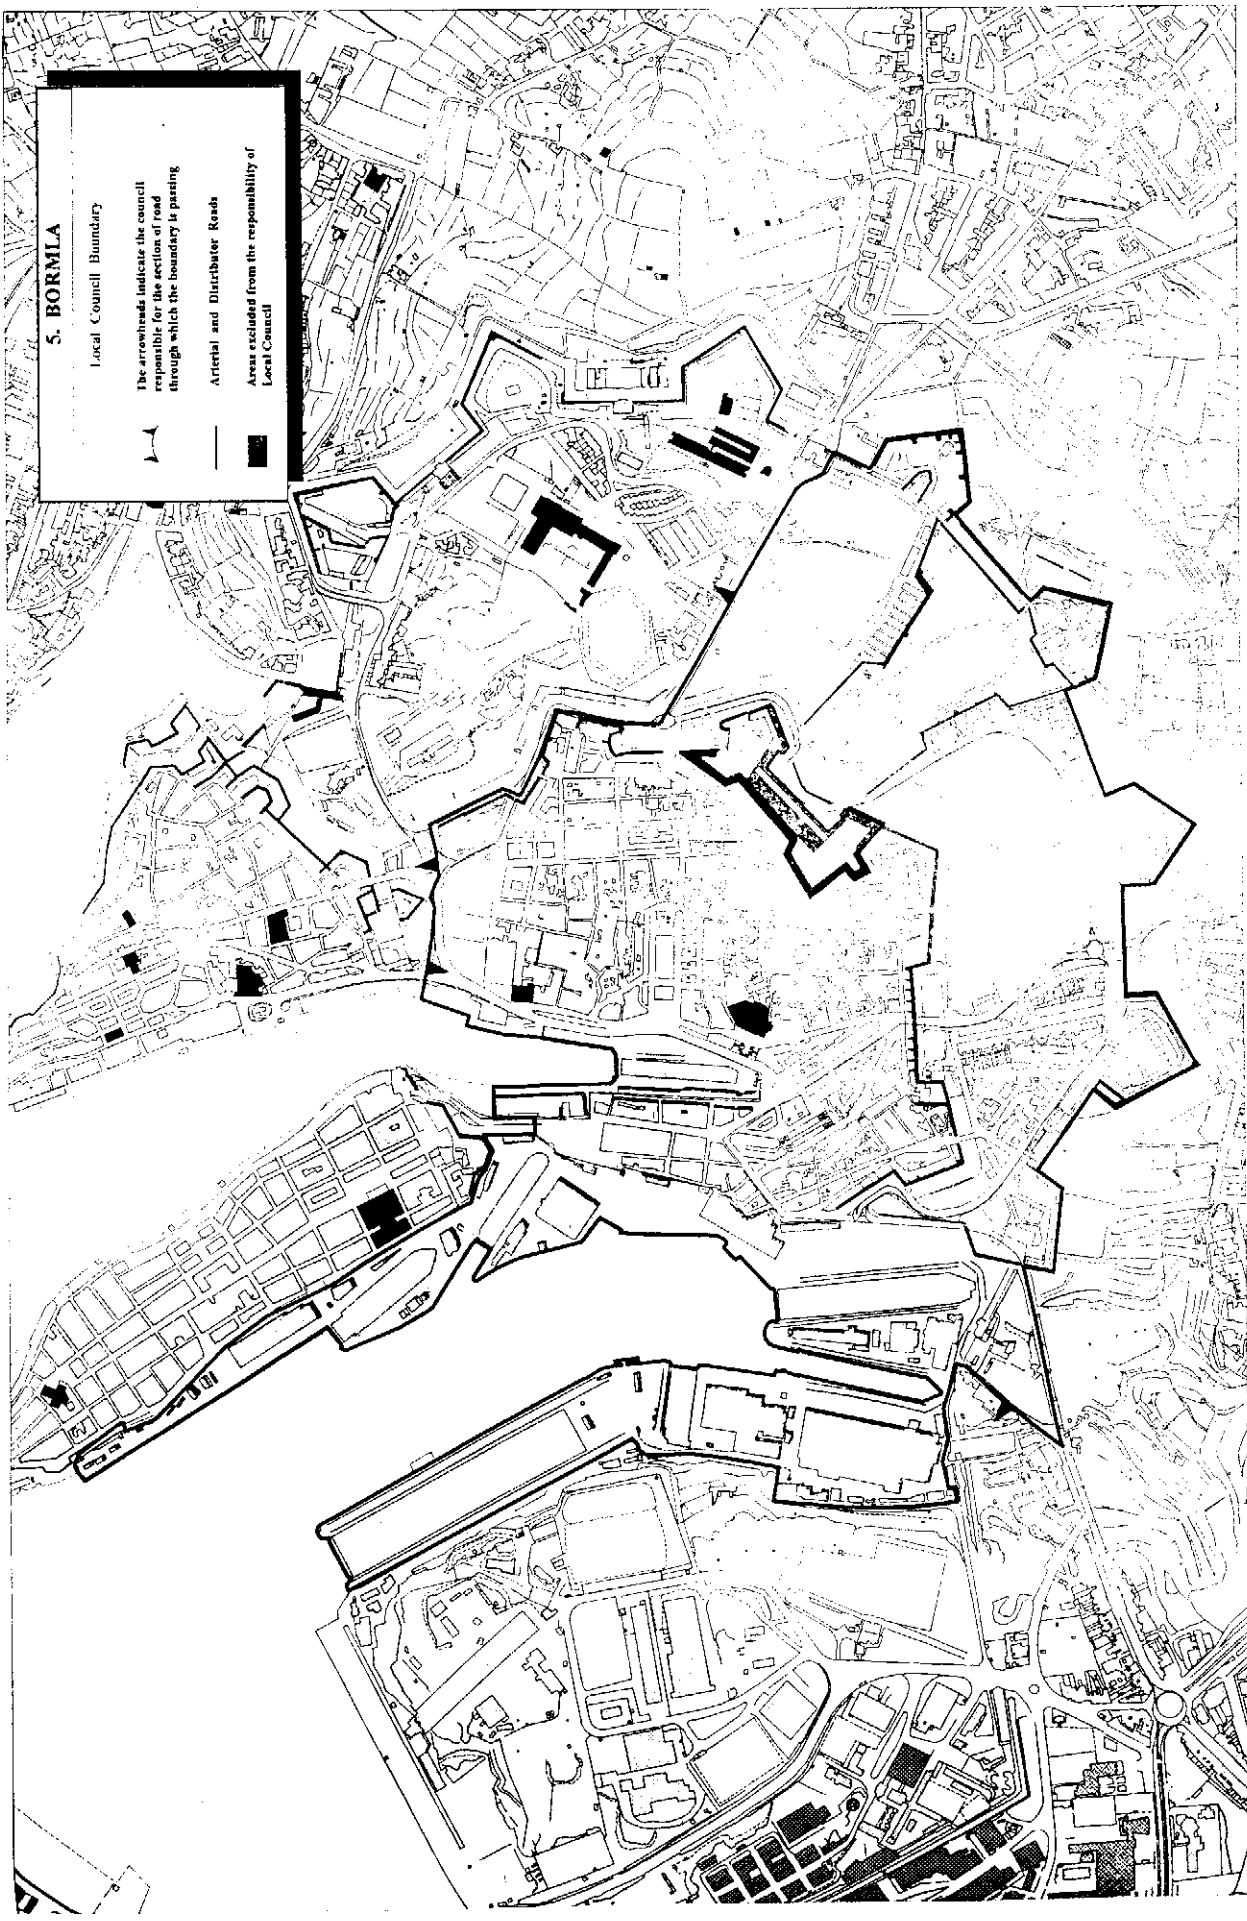 5. BORMLA
Local Council Boundary
The arrowheads indicate the council
responsible for the section of road
through which the boundary is passing
Arterial and Distributor Roads
Areas excluded from the responsibility of
Local Council